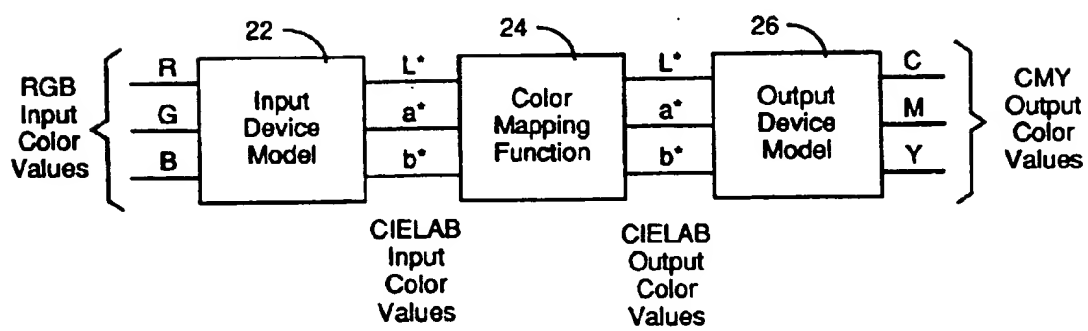 22
24
26
RGB
Input
Color
Values
R
G
B
Input
Device
Model
L*
a*
b*
CIELAB
Input
Color
Values
Color
Mapping
Function
L*
a*
b*
CIELAB
Output
Color
Values
Output
Device
Model
C
M
Y
CMY
Output
Color
Values